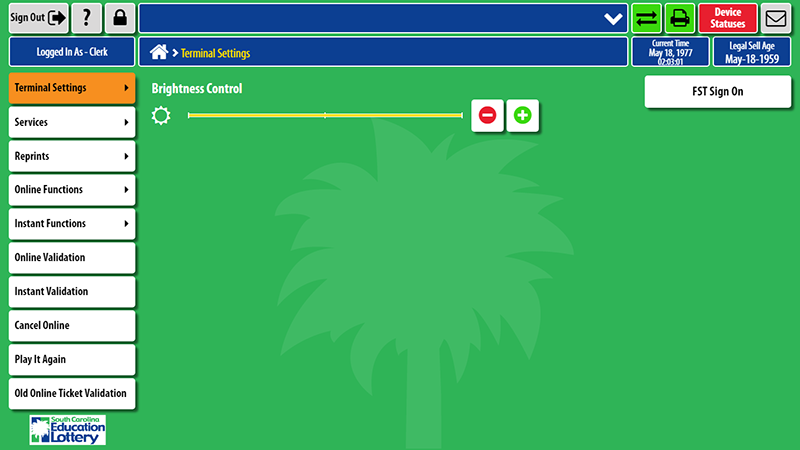 Sign Out
?
Device
Statuses
Logged In As - Clerk
> Terminal Settings
Current Time
May 18, 1977
02:03:01
Legal Sell Age
May-18-1959
Terminal Settings
Brightness Control
FST Sign On
Services
Reprints
Online Functions
Instant Functions
Online Validation
Instant Validation
Cancel Online
Play It Again
Old Online Ticket Validation
South Carolina
Education
Lottery